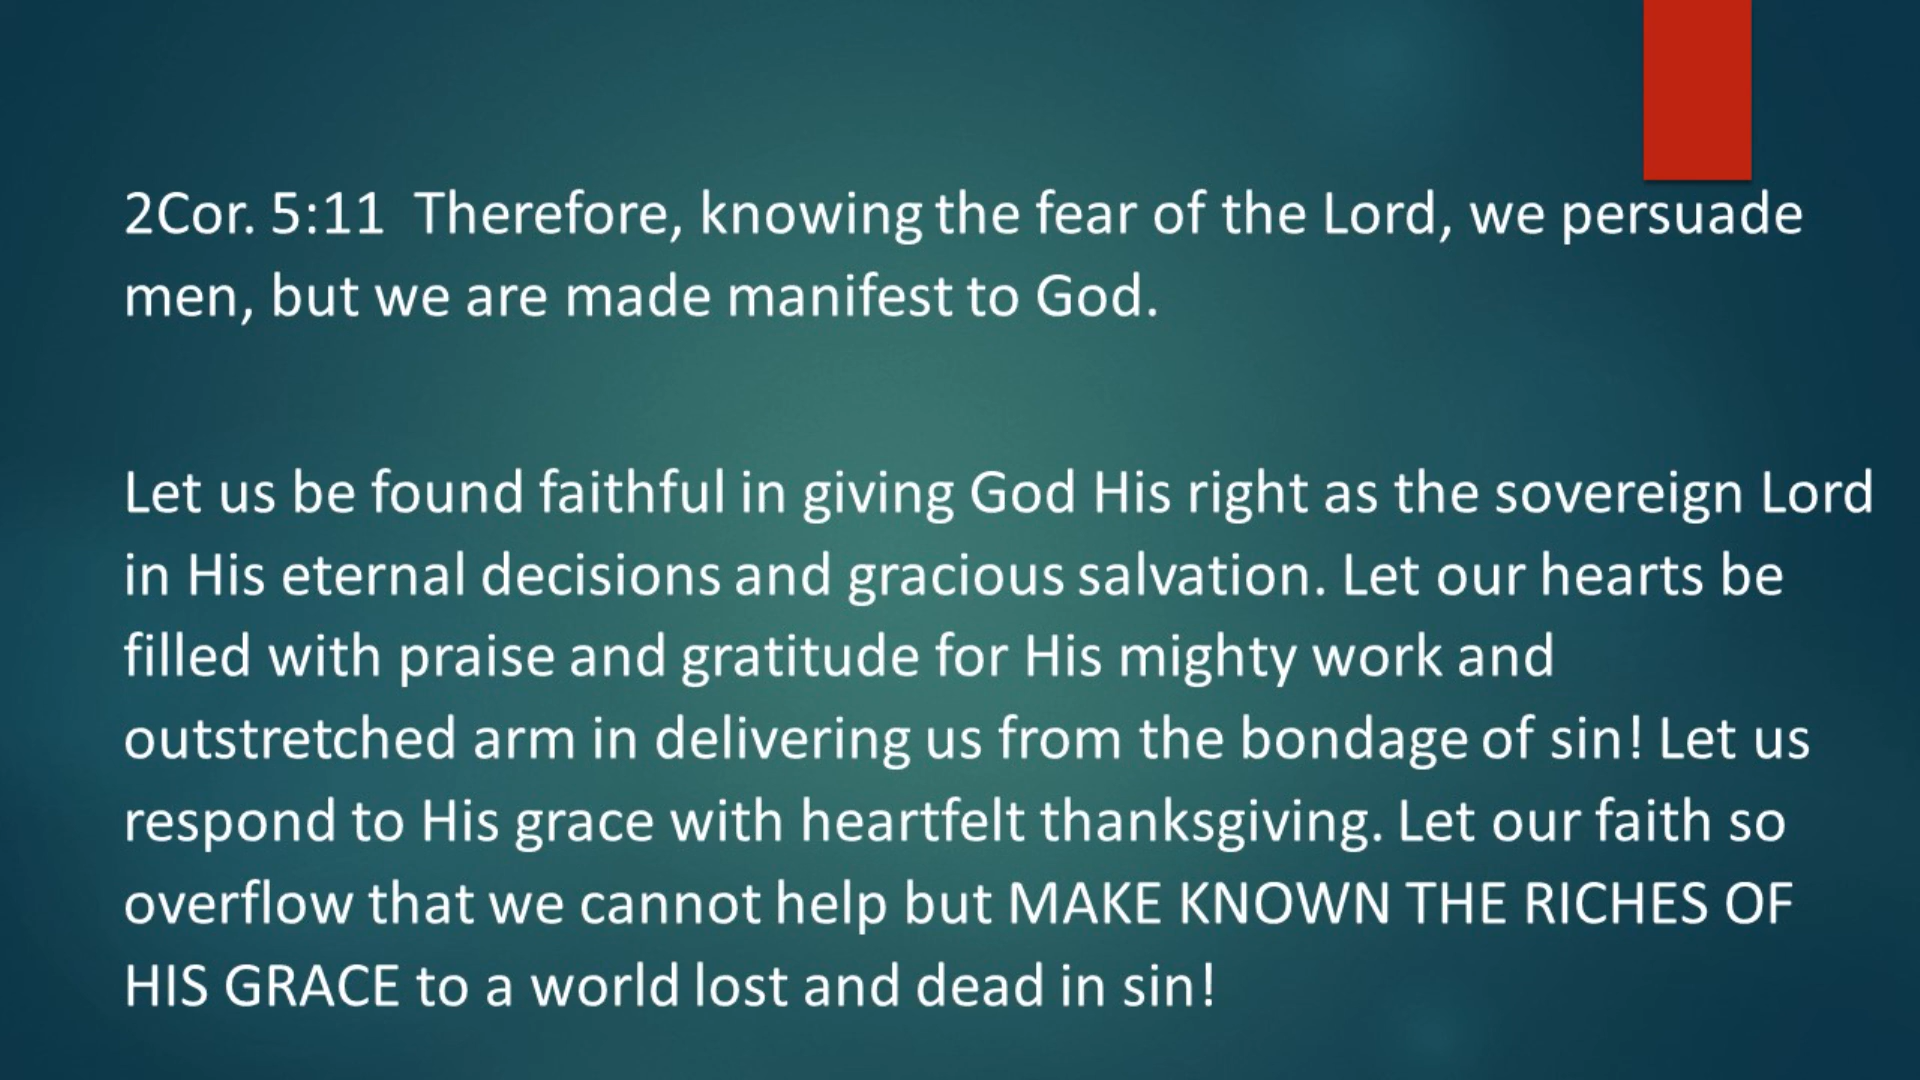 2Cor. 5:11  Therefore, knowing the fear of the Lord, we persuade
men, but we are made manifest to God.
Let us be found faithful in giving God His right as the sovereign Lord
in His eternal decisions and gracious salvation. Let our hearts be
filled with praise and gratitude for His mighty work and
outstretched arm in delivering us from the bondage of sin! Let us
respond to His grace with heartfelt thanksgiving. Let our faith so
overflow that we cannot help but MAKE KNOWN THE RICHES OF
HIS GRACE to a world lost and dead in sin!